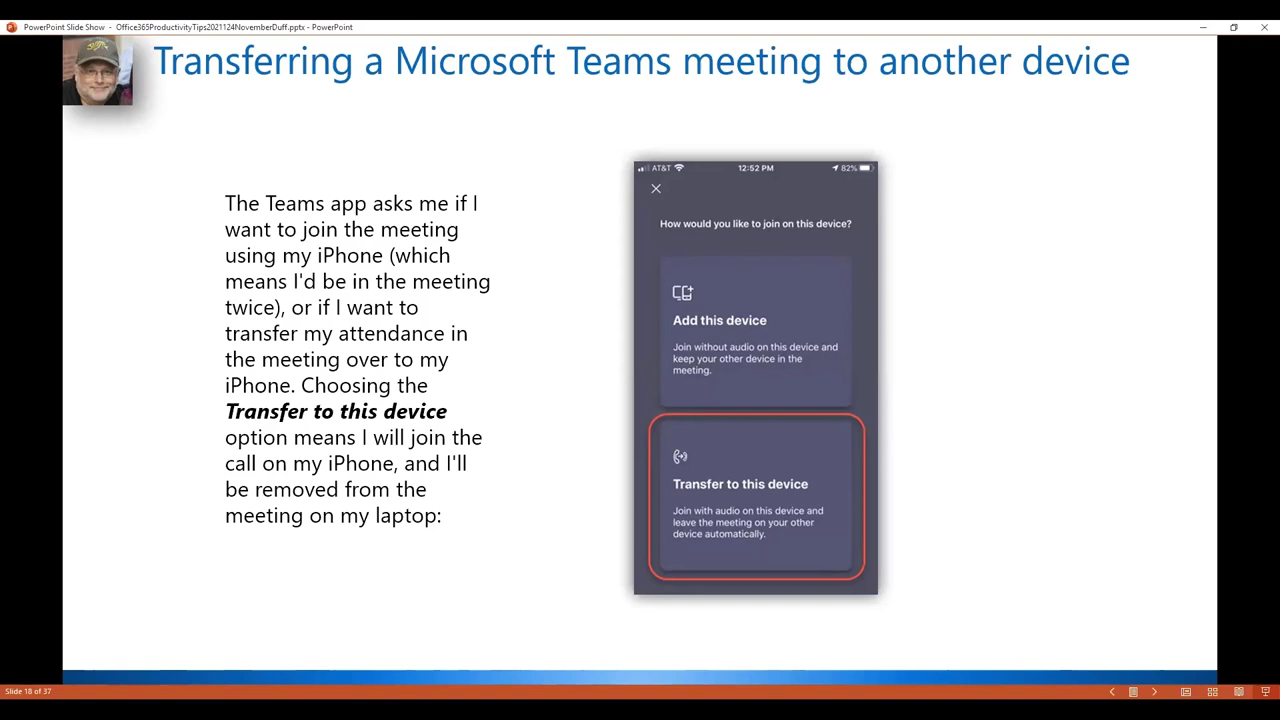 PowerPoint Slide Show - Office365ProductivityTips2021124NovemberDuff.pptx - PowerPoint
Transferring a Microsoft Teams meeting to another device
The Teams app asks me if I
want to join the meeting
using my iPhone (which
means I'd be in the meeting
twice), or if I want to
transfer my attendance in
the meeting over to my
iPhone. Choosing the
Transfer to this device
option means I will join the
call on my iPhone, and I'll
be removed from the
meeting on my laptop:
AT&T 12:52 PM 82%
How would you like to join on this device?
Add this device
Join without audio on this device and
keep your other device in the
meeting.
Transfer to this device
Join with audio on this device and
leave the meeting on your other
device automatically.
Slide 18 of 37